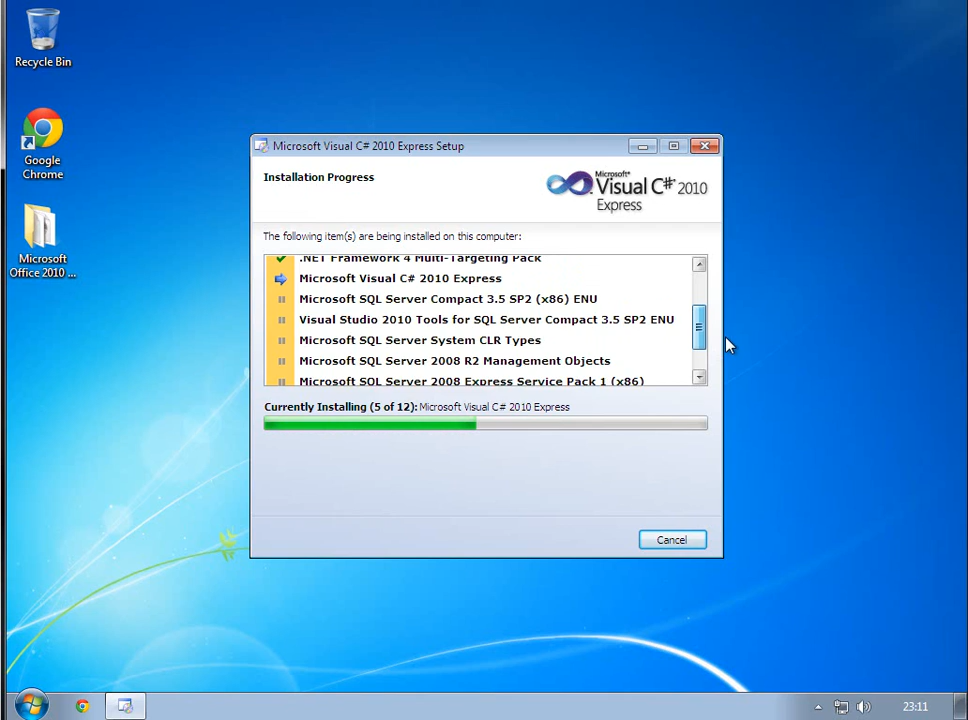 Recycle Bin
Google
Chrome
Microsoft
Office 2010 ...
Microsoft Visual C# 2010 Express Setup
Installation Progress
Microsoft®
Visual C# 2010
Express
The following item(s) are being installed on this computer:
.NET Framework 4 Multi-Targeting Pack
Microsoft Visual C# 2010 Express
Microsoft SQL Server Compact 3.5 SP2 (x86) ENU
Visual Studio 2010 Tools for SQL Server Compact 3.5 SP2 ENU
Microsoft SQL Server System CLR Types
Microsoft SQL Server 2008 R2 Management Objects
Microsoft SQL Server 2008 Express Service Pack 1 (x86)
Currently Installing (5 of 12): Microsoft Visual C# 2010 Express
Cancel
23:11